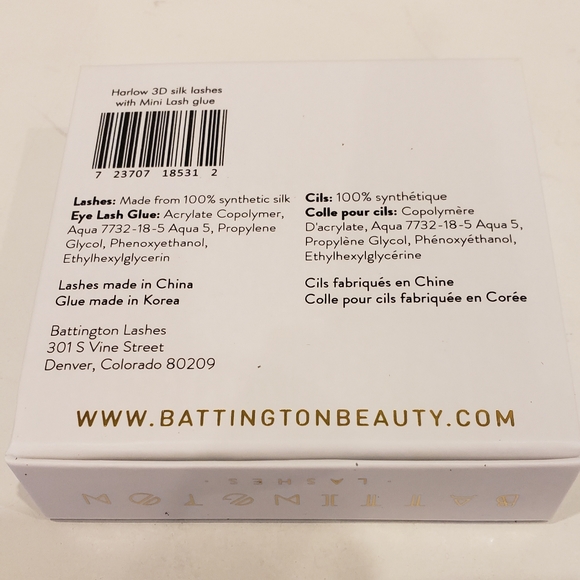 Harlow 3D silk lashes
with Mini Lash glue
7 23707 18531 2
Lashes: Made from 100% synthetic silk
Eye Lash Glue: Acrylate Copolymer,
Aqua 7732-18-5 Aqua 5, Propylene
Glycol, Phenoxyethanol,
Ethylhexylglycerin
Lashes made in China
Glue made in Korea
Battington Lashes
301 S Vine Street
Denver, Colorado 80209
Cils: 100% synthétique
Colle pour cils: Copolymère
D'acrylate, Aqua 7732-18-5 Aqua 5,
Propylène Glycol, Phénoxyéthanol,
Ethylhexylglycérine
Cils fabriqués en Chine
Colle pour cils fabriquée en Corée
WWW.BATTINGTONBEAUTY.COM
BATTINGTON
· LASHES ·